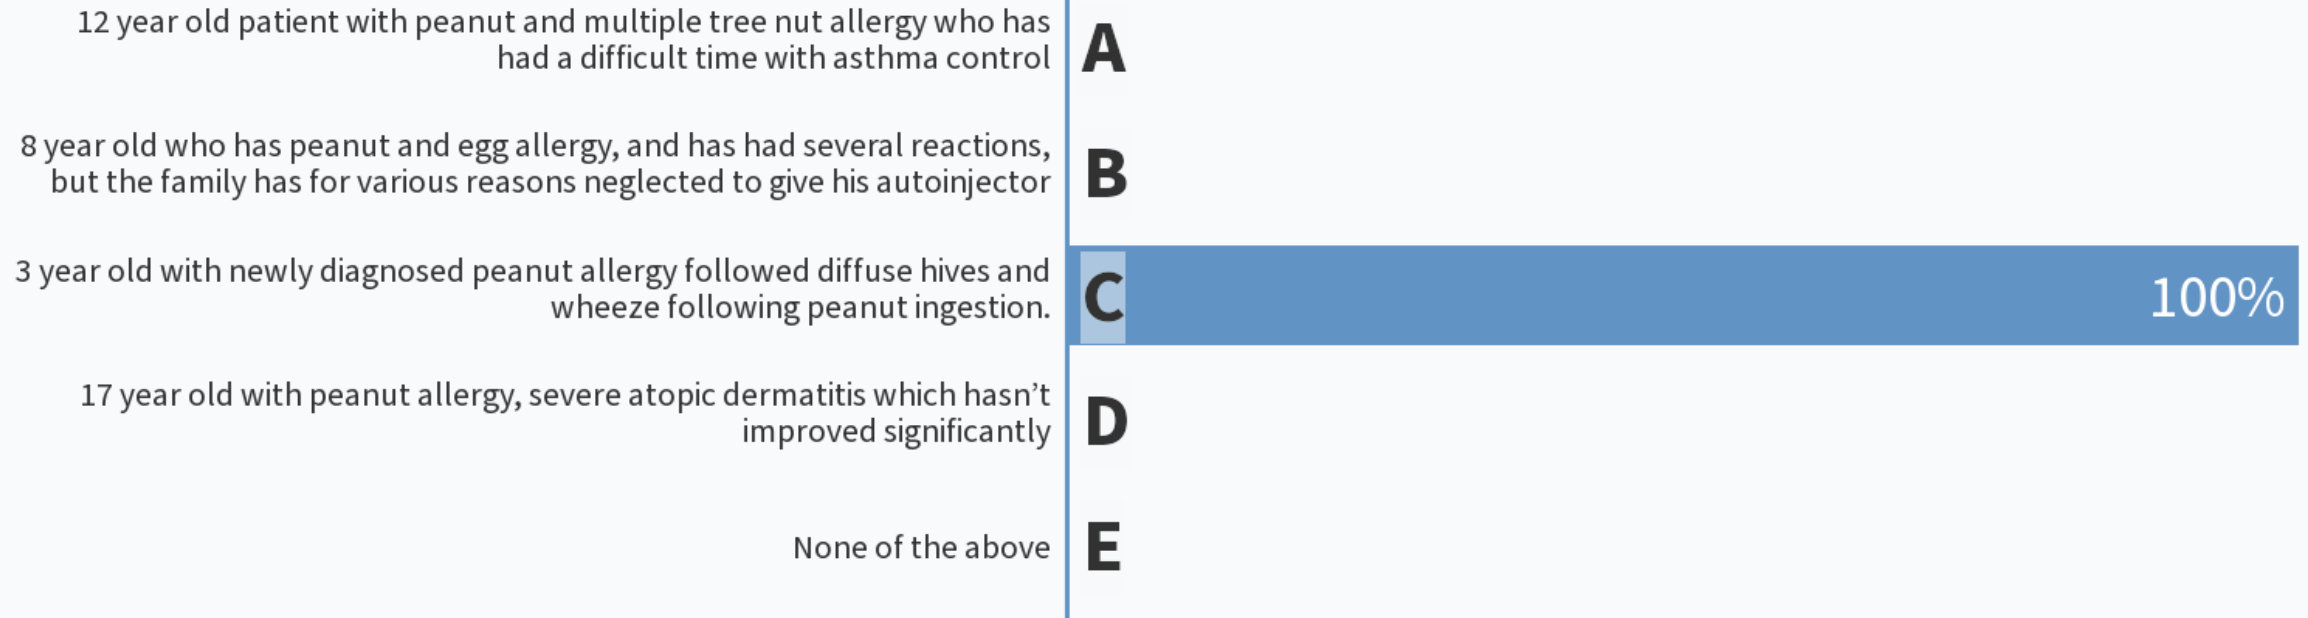 12 year old patient with peanut and multiple tree nut allergy who has
had a difficult time with asthma control
A
8 year old who has peanut and egg allergy, and has had several reactions,
but the family has for various reasons neglected to give his autoinjector
B
3 year old with newly diagnosed peanut allergy followed diffuse hives and
wheeze following peanut ingestion.
C
100%
17 year old with peanut allergy, severe atopic dermatitis which hasn’t
improved significantly
D
None of the above
E